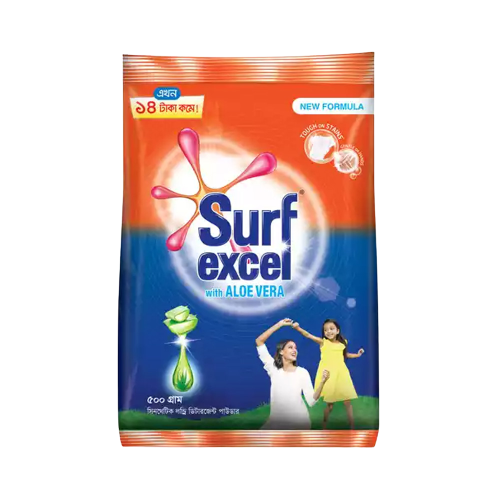 এখন
১৪ টাকা কমে!
NEW FORMULA
TOUGH ON STAINS
Surf
excel
with ALOE VERA
৫০০ গ্রাম
সিনথেটিক লন্ড্রি ডিটারজেন্ট পাউডার